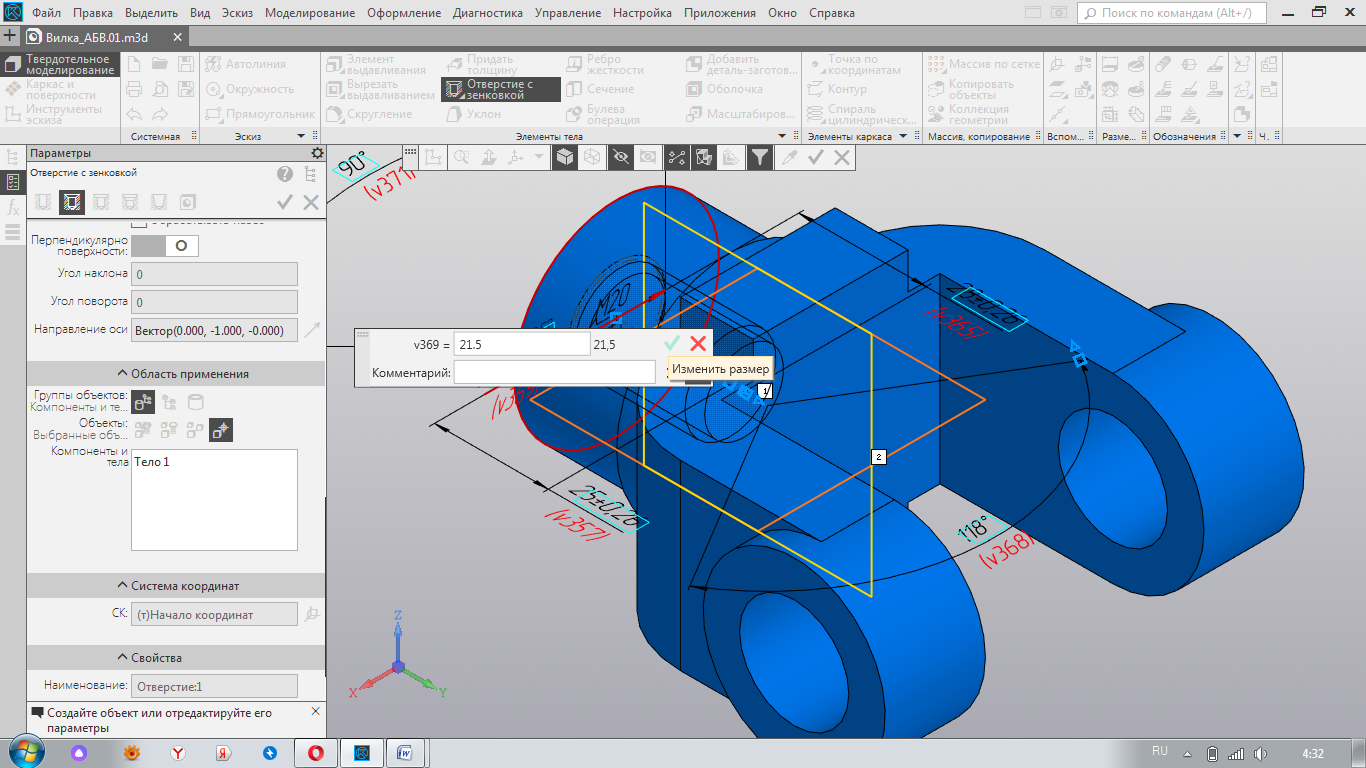 Файл Правка Выделить Вид Эскиз Моделирование Оформление Диагностика Управление Настройка Приложения Окно Справка
Поиск по командам (Alt+/)
Вилка_АБВ.01.m3d
Твердотельное
моделирование
Каркас и
поверхности
Инструменты
эскиза
Системная
Автолиния
Окружность
Прямоугольник
Эскиз
Элемент
выдавливания
Вырезать
выдавливанием
Скругление
Придать
толщину
Отверстие с
зенковкой
Уклон
Ребро
жесткости
Сечение
Булева
операция
Добавить
деталь-заготов...
Оболочка
Масштабиров...
Элементы тела
Точка по
координатам
Контур
Спираль
цилиндрическ...
Элементы каркаса
Массив по сетке
Копировать
объекты
Коллекция
геометрии
Массив, копирование
Вспом...
Разме...
Обозначения
Ч..
Параметры
Отверстие с зенковкой
Перпендикулярно
поверхности:
Угол наклона 0
Угол поворота 0
Направление оси Вектор(0.000, -1.000, -0.000)
Область применения
Группы объектов:
Компоненты и те...
Объекты:
Выбранные объ...
Компоненты и
тела
Тело 1
Система координат
СК: (т)Начало координат
Свойства
Наименование: Отверстие:1
Создайте объект или отредактируйте его
параметры
90°
(v371)
M20
25±0,26
(v365)
v369 = 21.5 21,5
Комментарий:
Изменить размер
1
2
25±0,26
(v357)
118°
(v368)
Z
X
Y
RU
4:32